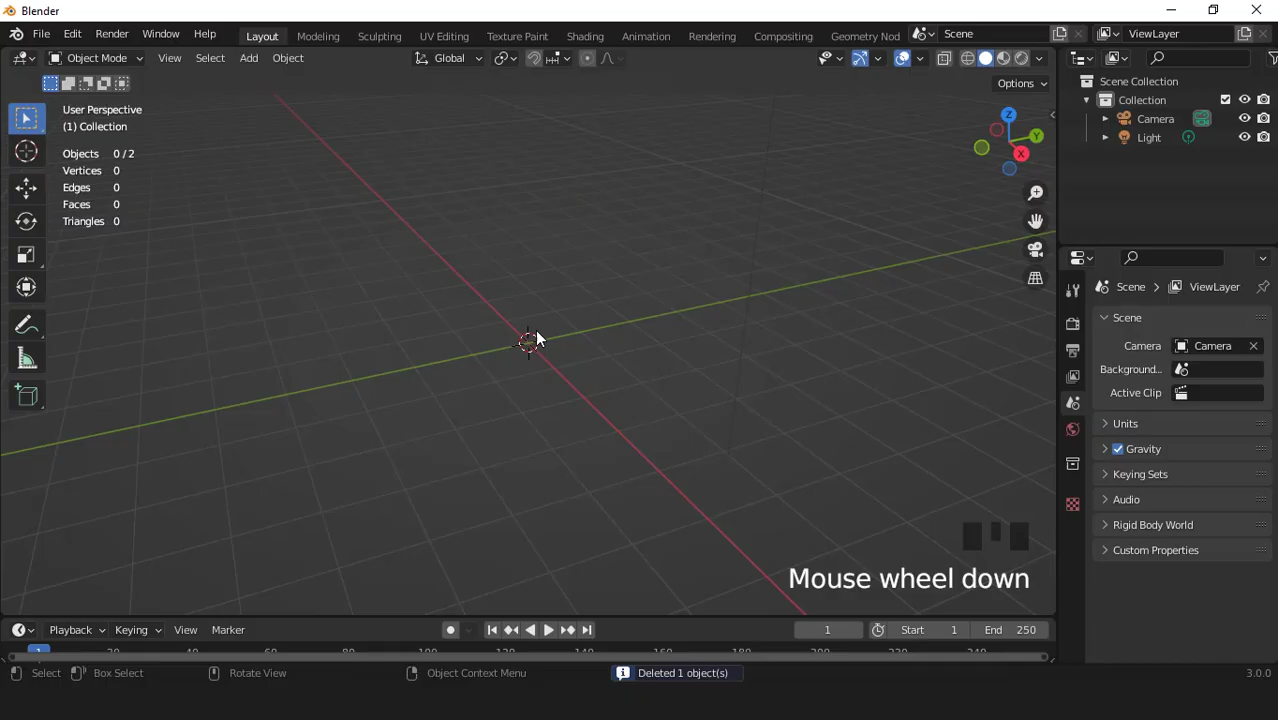 Blender
File Edit Render Window Help
Layout Modeling Sculpting UV Editing Texture Paint Shading Animation Rendering Compositing Geometry Nod
Scene
ViewLayer
Object Mode View Select Add Object
Global
Options
User Perspective
(1) Collection
Objects 0 / 2
Vertices 0
Edges 0
Faces 0
Triangles 0
Z
Y
X
Scene Collection
Collection
Camera
Light
Scene > ViewLayer
Scene
Camera Camera
Background...
Active Clip
Units
Gravity
Keying Sets
Audio
Rigid Body World
Custom Properties
Mouse wheel down
Playback Keying View Marker
1
Start 1 End 250
1
Select Box Select Rotate View Object Context Menu
Deleted 1 object(s)
3.0.0